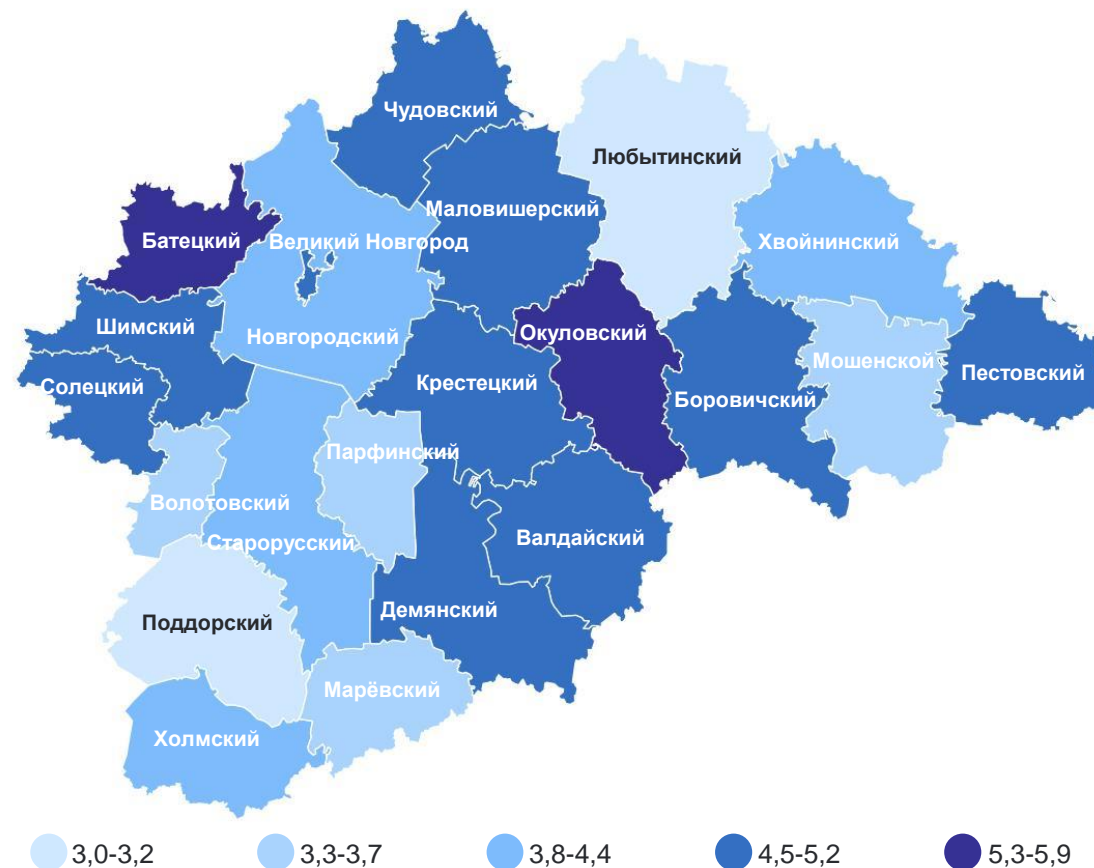 Чудовский
Любытинский
Маловишерский
Батецкий
Великий Новгород
Хвойнинский
Шимский
Новгородский
Окуловский
Мошенской
Солецкий
Крестецкий
Боровичский
Пестовский
Парфинский
Волотовский
Старорусский
Валдайский
Поддорский
Демянский
Марёвский
Холмский
3,0-3,2
3,3-3,7
3,8-4,4
4,5-5,2
5,3-5,9